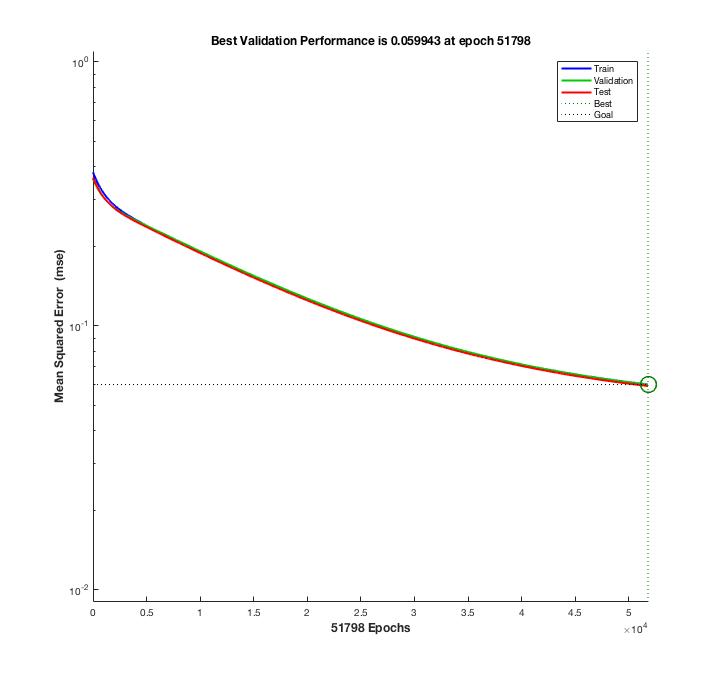 Best Validation Performance is 0.059943 at epoch 51798
10^0
Train
Validation
Test
Best
Goal
Mean Squared Error  (mse)
10^-1
10^-2
0 0.5 1 1.5 2 2.5 3 3.5 4 4.5 5
×10^4
51798 Epochs